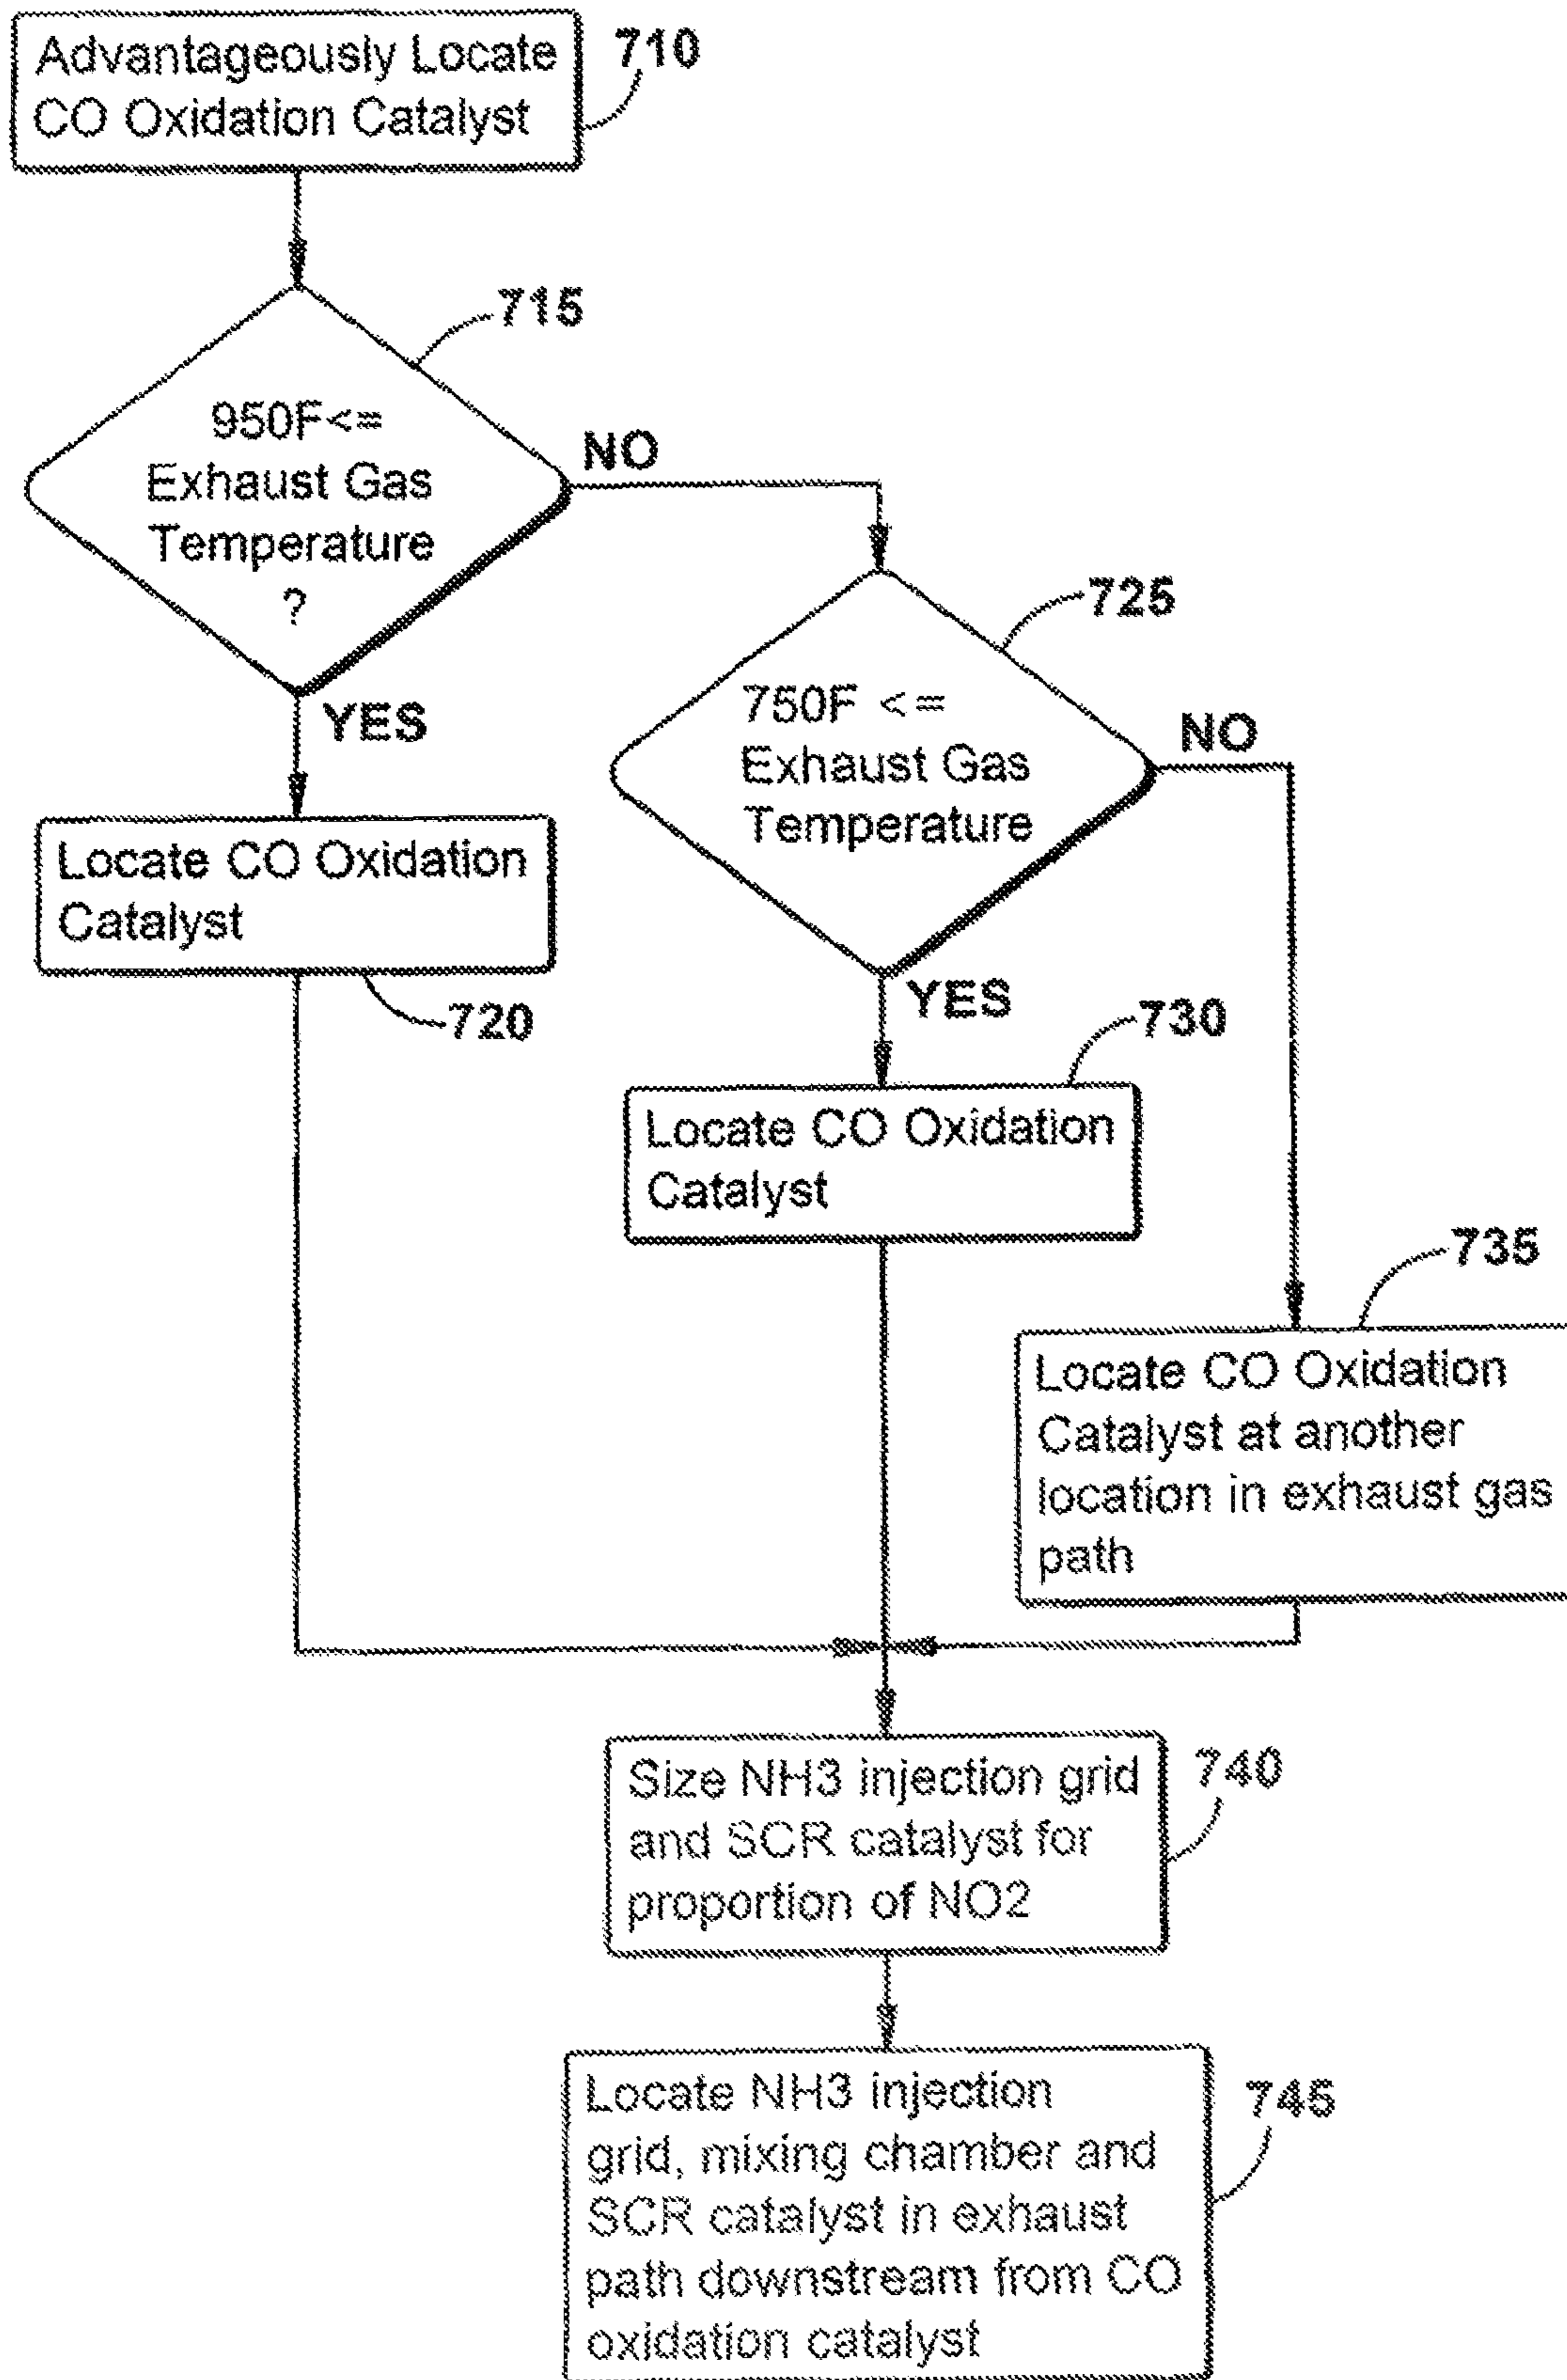 Advantageously Locate
CO Oxidation Catalyst
710
715
950F<=
Exhaust Gas
Temperature
?
NO
YES
725
750F <=
Exhaust Gas
Temperature
NO
YES
Locate CO Oxidation
Catalyst
720
730
Locate CO Oxidation
Catalyst
735
Locate CO Oxidation
Catalyst at another
location in exhaust gas
path
Size NH3 injection grid
and SCR catalyst for
proportion of NO2
740
Locate NH3 injection
grid, mixing chamber and
SCR catalyst in exhaust
path downstream from CO
oxidation catalyst
745